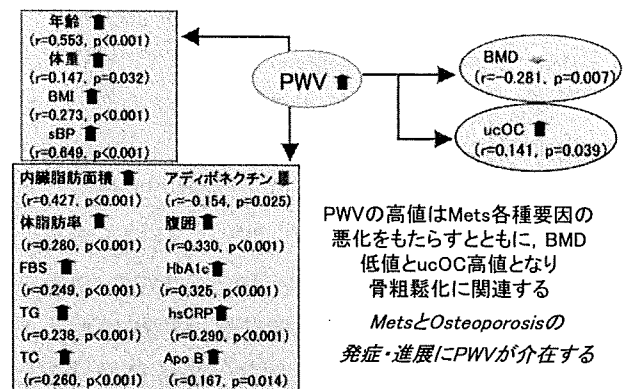 年齢 ⬆
(r=0.553, p<0.001)
体重 ⬆
(r=0.147, p=0.032)
BMI ⬆
(r=0.273, p<0.001)
sBP ⬆
(r=0.649, p<0.001)
PWV ⬆
BMD ⬇
(r=-0.281, p=0.007)
ucOC ⬆
(r=0.141, p=0.039)
内臓脂肪面積 ⬆ アディポネクチン ⬇
(r=0.427, p<0.001) (r=-0.154, p=0.025)
体脂肪率 ⬆ 腹囲 ⬆
(r=0.280, p<0.001) (r=0.330, p<0.001)
FBS ⬆ HbA1c ⬆
(r=0.249, p<0.001) (r=0.325, p<0.001)
TG ⬆ hsCRP ⬆
(r=0.238, p<0.001) (r=0.290, p<0.001)
TC ⬆ Apo B ⬆
(r=0.260, p<0.001) (r=0.167, p=0.014)
PWVの高値はMets各種要因の
悪化をもたらすとともに, BMD
低値とucOC高値となり
骨粗鬆化に関連する
MetsとOsteoporosisの
発症・進展にPWVが介在する